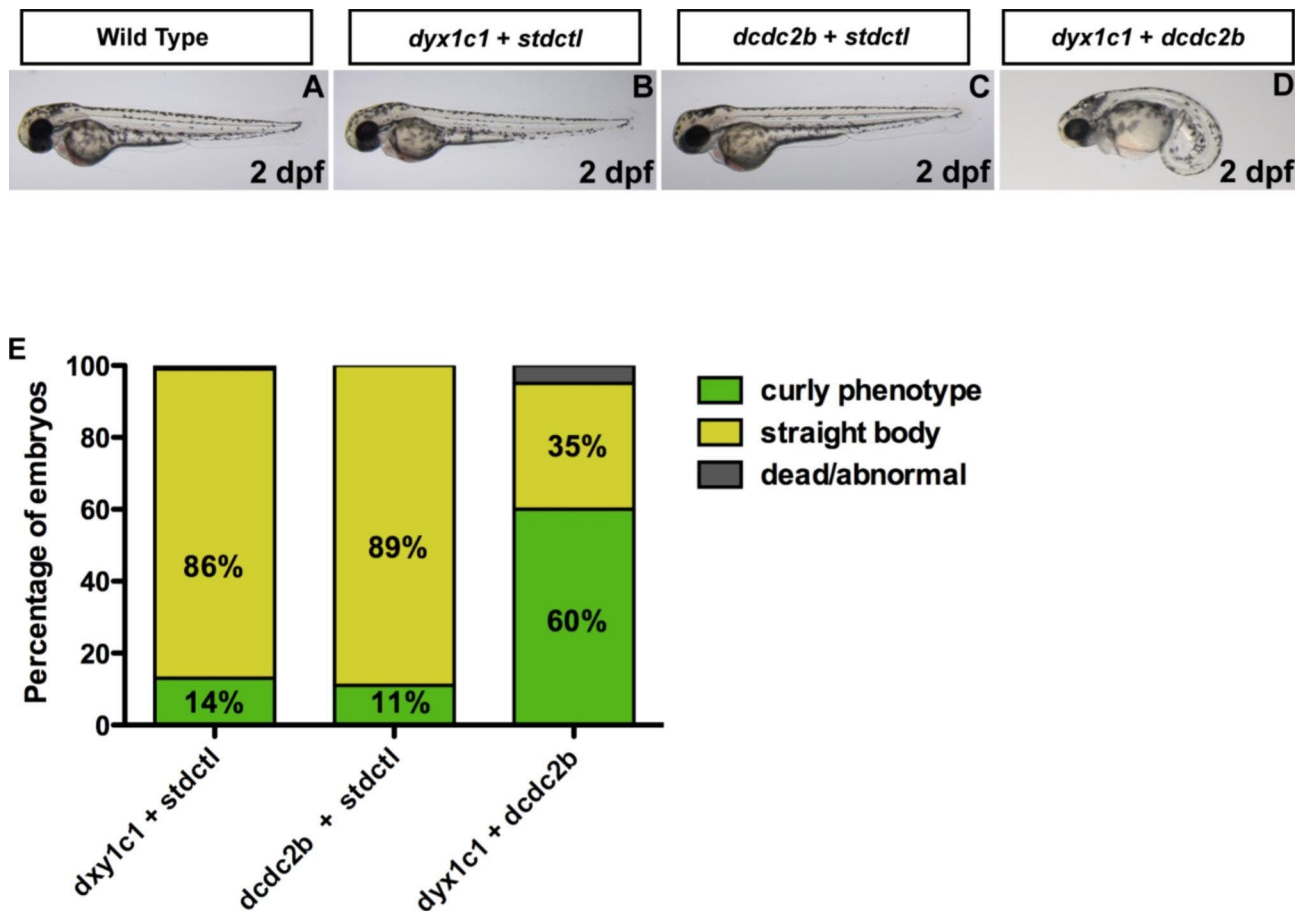 Wild Type
dyx1c1 + stdctl
dcdc2b + stdctl
dyx1c1 + dcdc2b
A
2 dpf
B
2 dpf
C
2 dpf
D
2 dpf
E
Percentage of embryos
100
80
60
40
20
0
86%
14%
89%
11%
35%
60%
dxy1c1 + stdctl
dcdc2b + stdctl
dyx1c1 + dcdc2b
curly phenotype
straight body
dead/abnormal